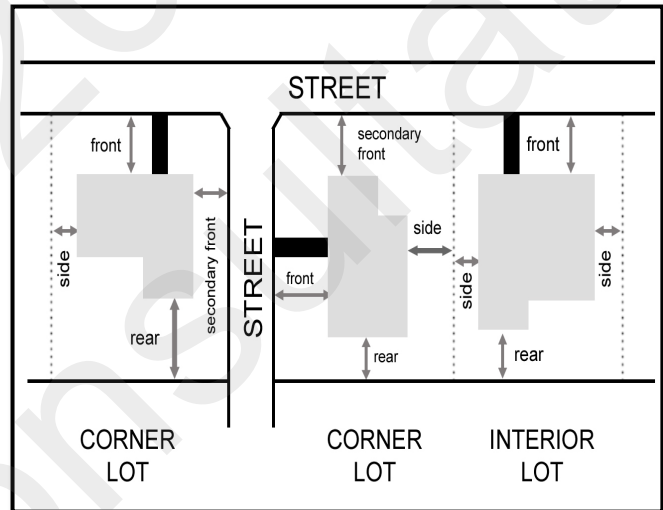 STREET
front
secondary
front
front
side
secondary front
STREET
side
side
side
front
rear
rear
rear
CORNER
LOT
CORNER
LOT
INTERIOR
LOT